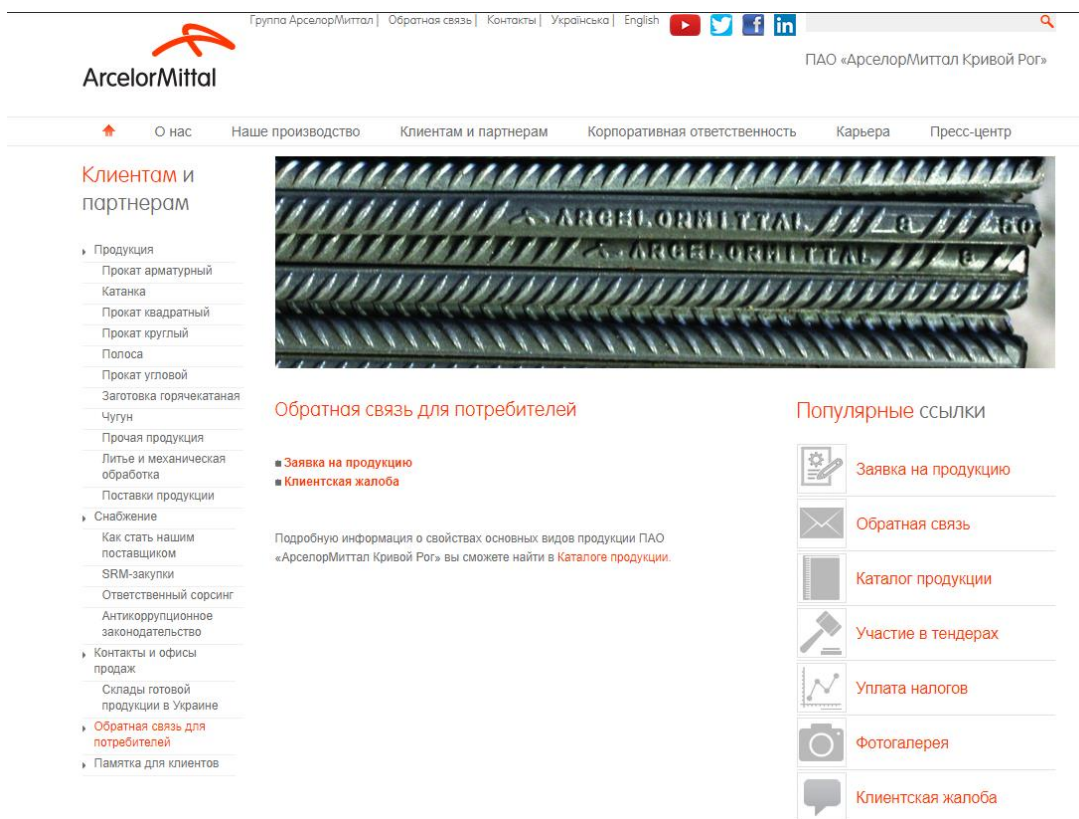 Группа АрселорМиттал | Обратная связь | Контакты | Українська | English
ArcelorMittal
ПАО «АрселорМиттал Кривой Рог»
О нас Наше производство Клиентам и партнерам Корпоративная ответственность Карьера Пресс-центр
Клиентам и
партнерам
Продукция
Прокат арматурный
Катанка
Прокат квадратный
Прокат круглый
Полоса
Прокат угловой
Заготовка горячекатаная
Чугун
Прочая продукция
Литье и механическая
обработка
Поставки продукции
Снабжение
Как стать нашим
поставщиком
SRM-закупки
Ответственный сорсинг
Антикоррупционное
законодательство
Контакты и офисы
продаж
Склады готовой
продукции в Украине
Обратная связь для
потребителей
Памятка для клиентов
ARCELORMITTAL 8 50
ARCELORMITTAL 8
Обратная связь для потребителей
Заявка на продукцию
Клиентская жалоба
Подробную информация о свойствах основных видов продукции ПАО
«АрселорМиттал Кривой Рог» вы сможете найти в Каталоге продукции.
Популярные ссылки
Заявка на продукцию
Обратная связь
Каталог продукции
Участие в тендерах
Уплата налогов
Фотогалерея
Клиентская жалоба